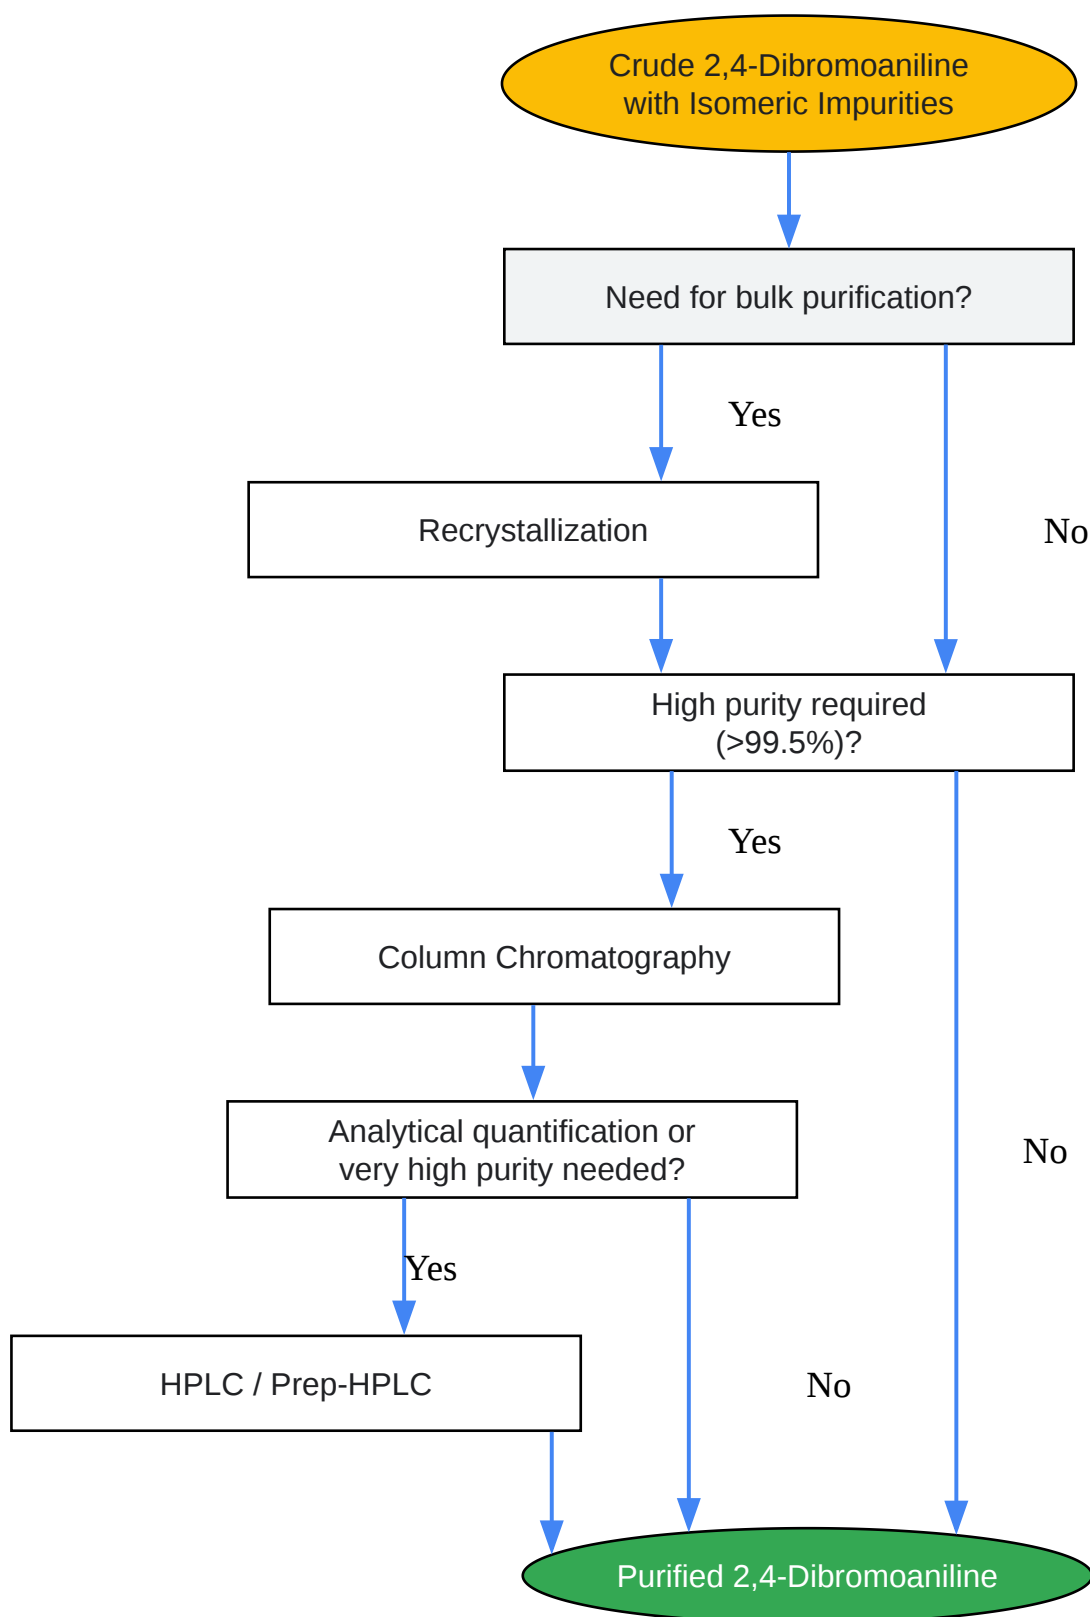 Crude 2,4-Dibromoaniline
with Isomeric Impurities
Need for bulk purification?
Yes
Recrystallization
No
High purity required
(>99.5%)?
Yes
Column Chromatography
Analytical quantification or
very high purity needed?
No
Yes
HPLC / Prep-HPLC
No
Purified 2,4-Dibromoaniline